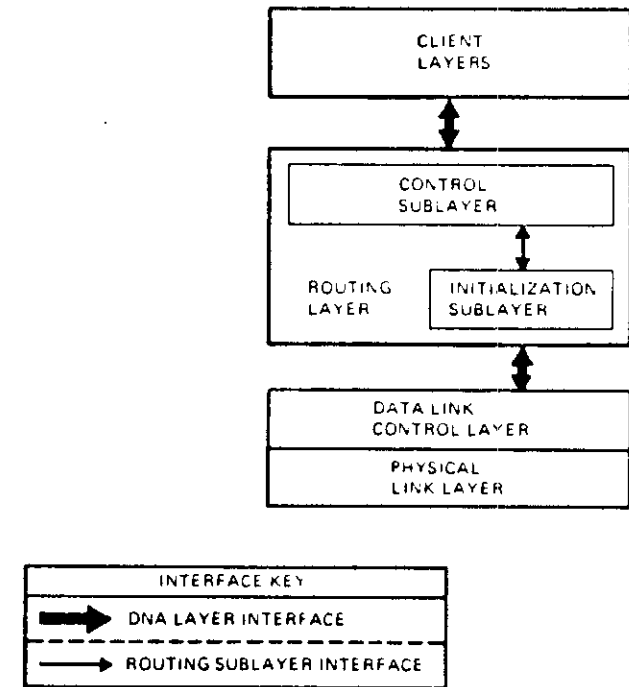 CLIENT
LAYERS
CONTROL
SUBLAYER
ROUTING
LAYER
INITIALIZATION
SUBLAYER
DATA LINK
CONTROL LAYER
PHYSICAL
LINK LAYER
INTERFACE KEY
DNA LAYER INTERFACE
ROUTING SUBLAYER INTERFACE